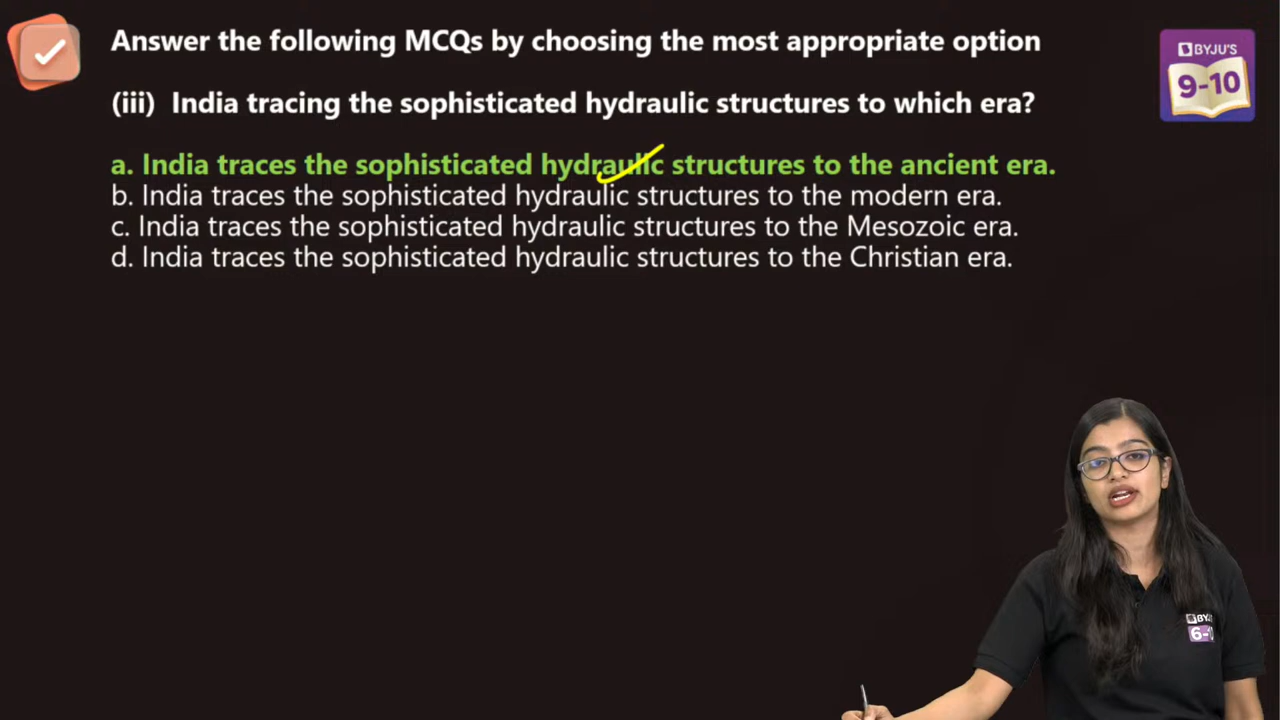 Answer the following MCQs by choosing the most appropriate option
BYJU'S
9-10
(iii) India tracing the sophisticated hydraulic structures to which era?
a. India traces the sophisticated hydraulic structures to the ancient era.
b. India traces the sophisticated hydraulic structures to the modern era.
c. India traces the sophisticated hydraulic structures to the Mesozoic era.
d. India traces the sophisticated hydraulic structures to the Christian era.